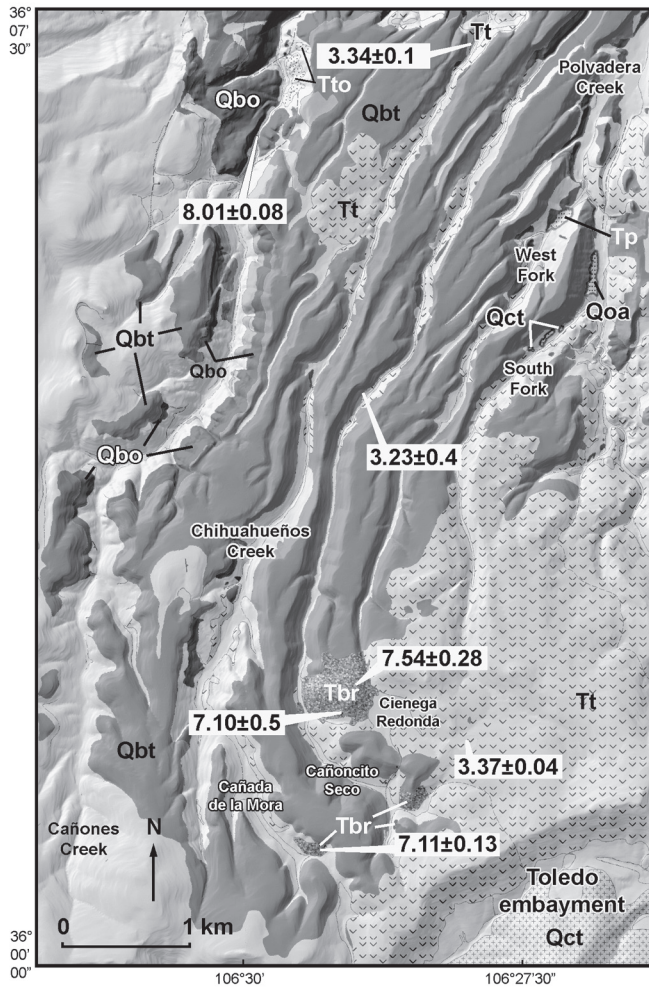 36°
07'
30"
3.34±0.1
Tt
Tto
Polvadera
Creek
Qbo
Qbt
8.01±0.08
Tt
Tp
West
Fork
Qbt
Qct
Qoa
Qbo
South
Fork
3.23±0.4
Qbo
Chihuahueños
Creek
7.54±0.28
Tbr
Cienega
Redonda
Tt
7.10±0.5
Qbt
3.37±0.04
Cañoncito
Seco
Cañada
de la Mora
Tbr
7.11±0.13
Cañones
Creek
N
Toledo
embayment
Qct
0 1 km
36°
00'
00"
106°30' 106°27'30"